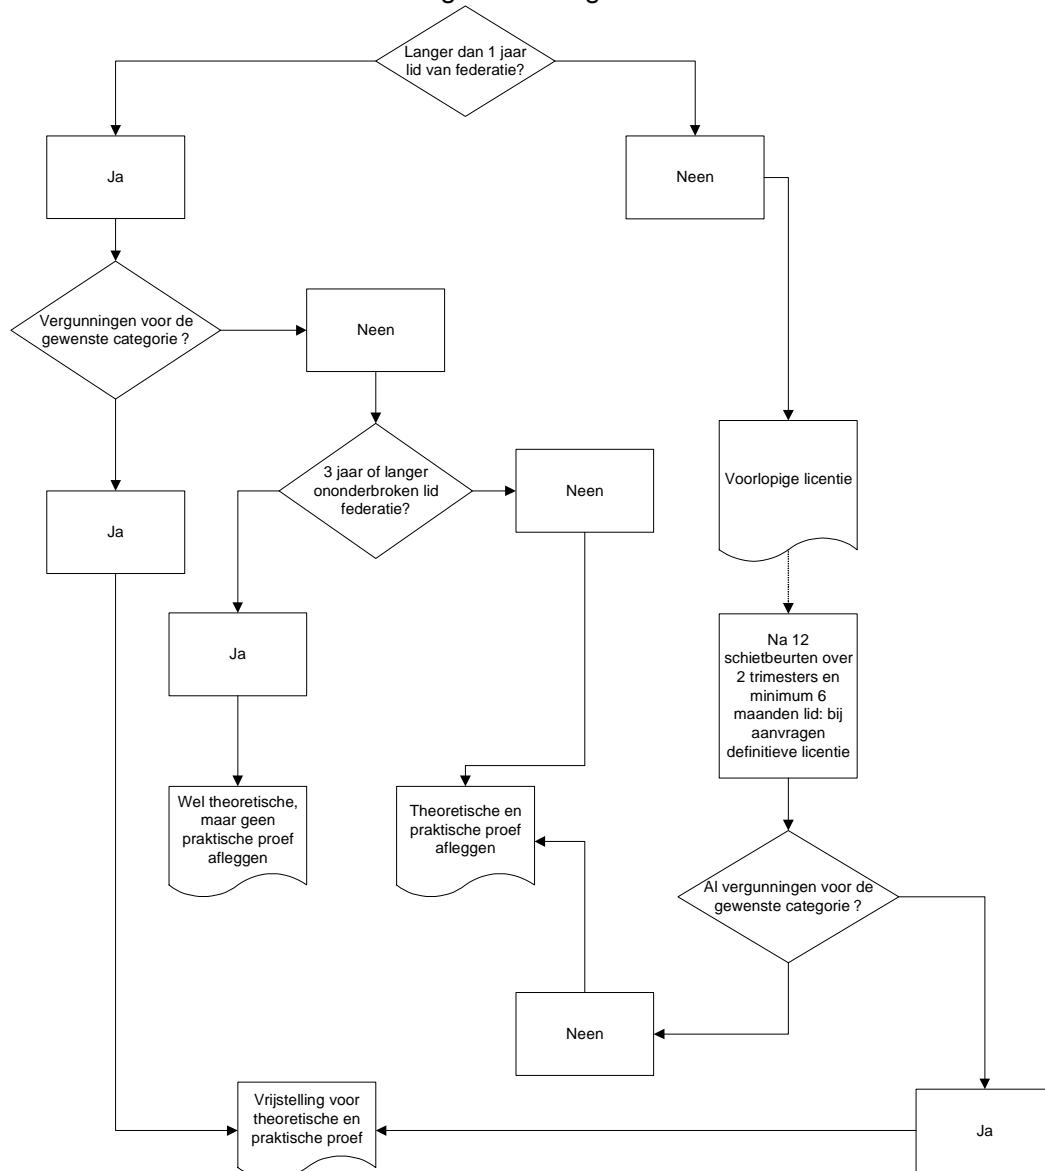 Langer dan 1 jaar
lid van federatie?
Ja
Neen
Vergunningen voor de
gewenste categorie ?
Neen
3 jaar of langer
ononderbroken lid
federatie?
Neen
Voorlopige licentie
Ja
Ja
Na 12
schietbeurten over
2 trimesters en
minimum 6
maanden lid: bij
aanvragen
definitieve licentie
Wel theoretische,
maar geen
praktische proef
afleggen
Theoretische en
praktische proef
afleggen
Al vergunningen voor de
gewenste categorie ?
Neen
Vrijstelling voor
theoretische en
praktische proef
Ja